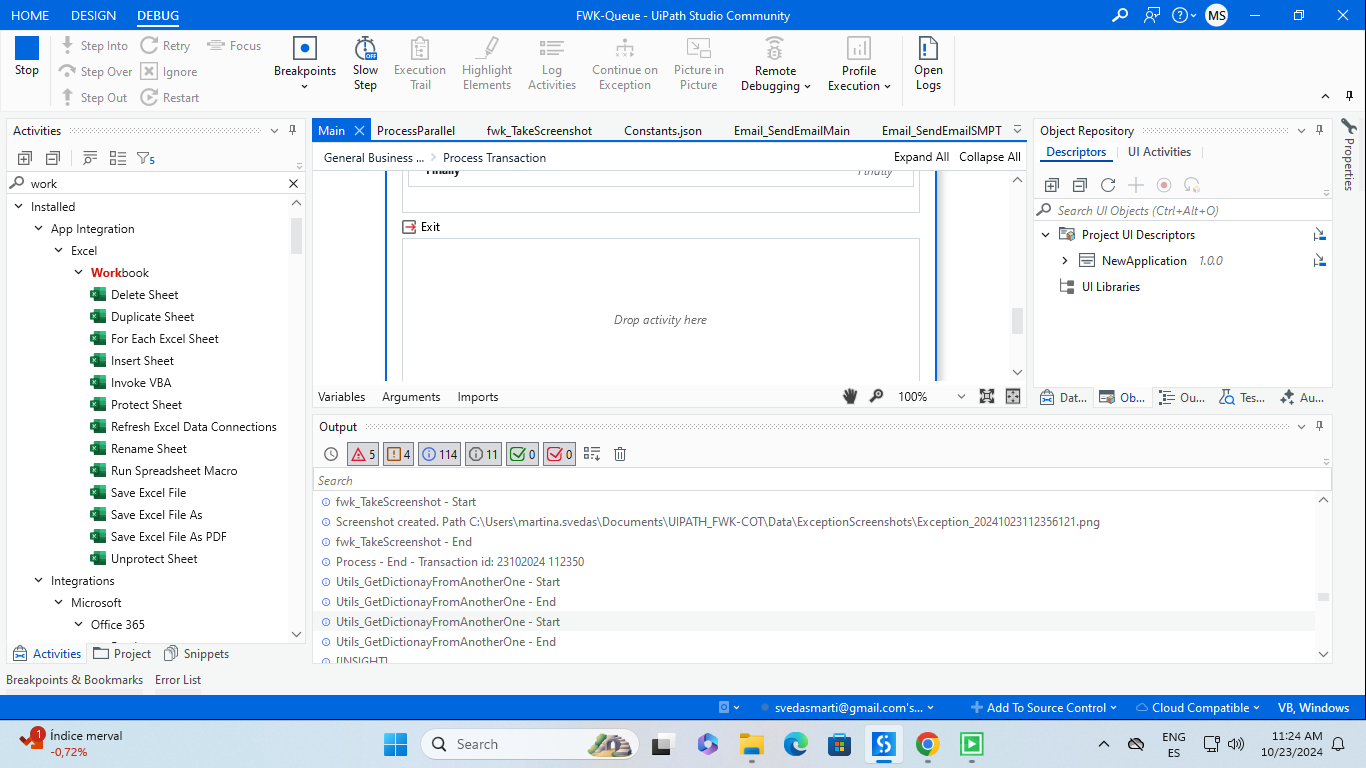 HOME DESIGN DEBUG FWK-Queue - UiPath Studio Community MS
Stop
Step Into Retry Focus
Step Over Ignore
Step Out Restart
Breakpoints
Slow Step
OFF
Execution Trail
Highlight Elements
Log Activities
Continue on Exception
Picture in Picture
Remote Debugging
Profile Execution
Open Logs
Activities
5
work
Installed
App Integration
Excel
Workbook
Delete Sheet
Duplicate Sheet
For Each Excel Sheet
Insert Sheet
Invoke VBA
Protect Sheet
Refresh Excel Data Connections
Rename Sheet
Run Spreadsheet Macro
Save Excel File
Save Excel File As
Save Excel File As PDF
Unprotect Sheet
Integrations
Microsoft
Office 365
Activities Project Snippets
Main ProcessParallel fwk_TakeScreenshot Constants.json Email_SendEmailMain Email_SendEmailSMPT
General Business ... Process Transaction Expand All Collapse All
Finally Finally
Exit
Drop activity here
Variables Arguments Imports 100%
Output
5 4 114 11 0 0
Search
fwk_TakeScreenshot - Start
Screenshot created. Path C:\Users\martina.svedas\Documents\UIPATH_FWK-COT\Data\ExceptionScreenshots\Exception_20241023112356121.png
fwk_TakeScreenshot - End
Process - End - Transaction id: 23102024 112350
Utils_GetDictionayFromAnotherOne - Start
Utils_GetDictionayFromAnotherOne - End
Utils_GetDictionayFromAnotherOne - Start
Utils_GetDictionayFromAnotherOne - End
[INSIGHT]
Object Repository
Descriptors UI Activities
Search UI Objects (Ctrl+Alt+O)
Project UI Descriptors
NewApplication 1.0.0
UI Libraries
Dat... Ob... Ou... Tes... Au...
Properties
Breakpoints & Bookmarks Error List
svedasmarti@gmail.com's... Add To Source Control Cloud Compatible VB, Windows
1
Índice merval
-0,72%
Search
ENG
ES
11:24 AM
10/23/2024